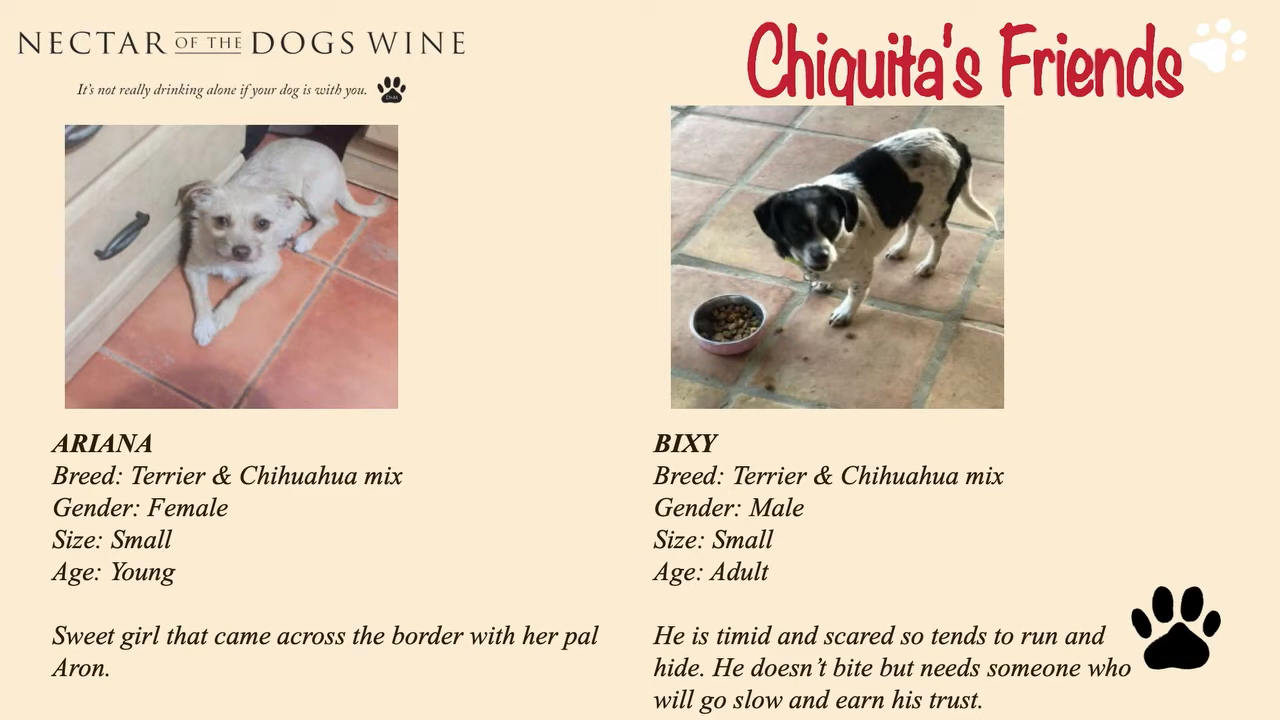 NECTAR OF THE DOGS WINE
It's not really drinking alone if your dog is with you.
Chiquita's Friends
ARIANA
Breed: Terrier & Chihuahua mix
Gender: Female
Size: Small
Age: Young
Sweet girl that came across the border with her pal
Aron.
BIXY
Breed: Terrier & Chihuahua mix
Gender: Male
Size: Small
Age: Adult
He is timid and scared so tends to run and
hide. He doesn't bite but needs someone who
will go slow and earn his trust.